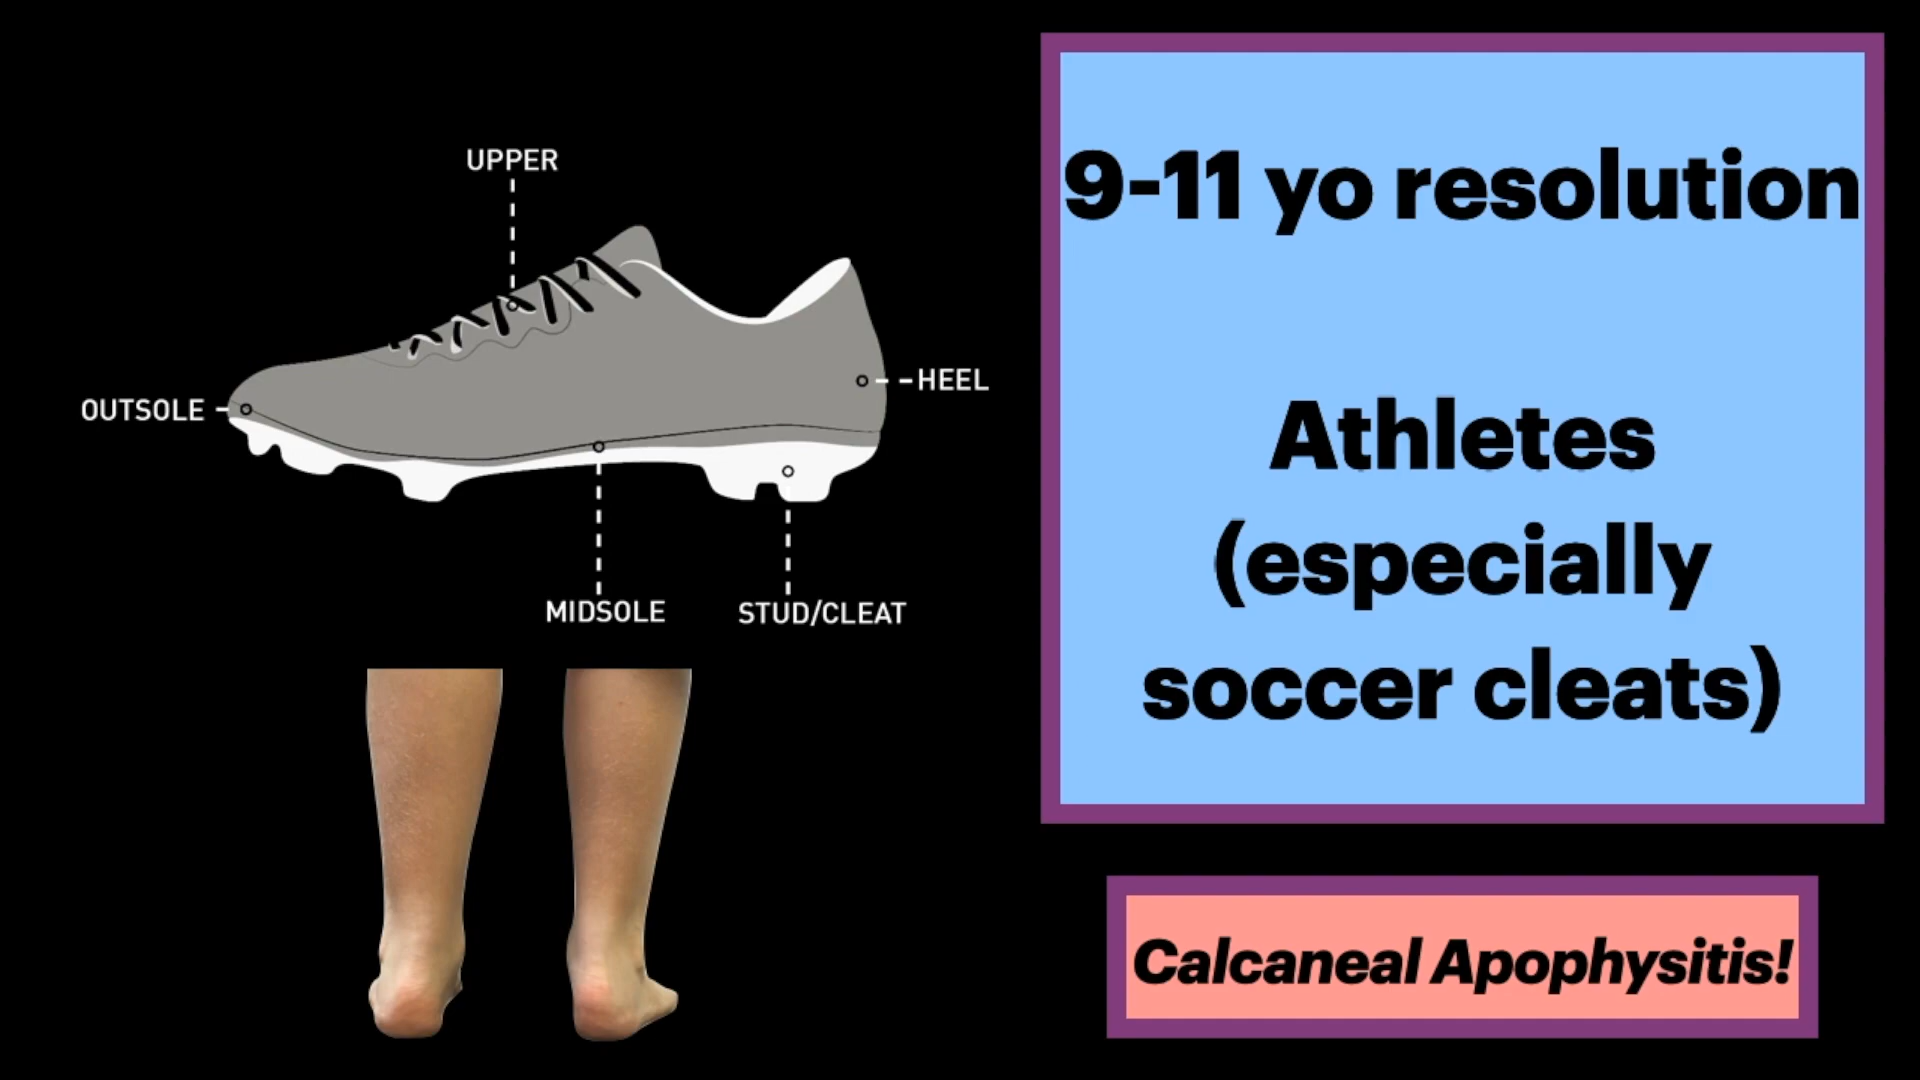 UPPER
OUTSOLE
HEEL
MIDSOLE
STUD/CLEAT
9-11 yo resolution
Athletes
(especially
soccer cleats)
Calcaneal Apophysitis!